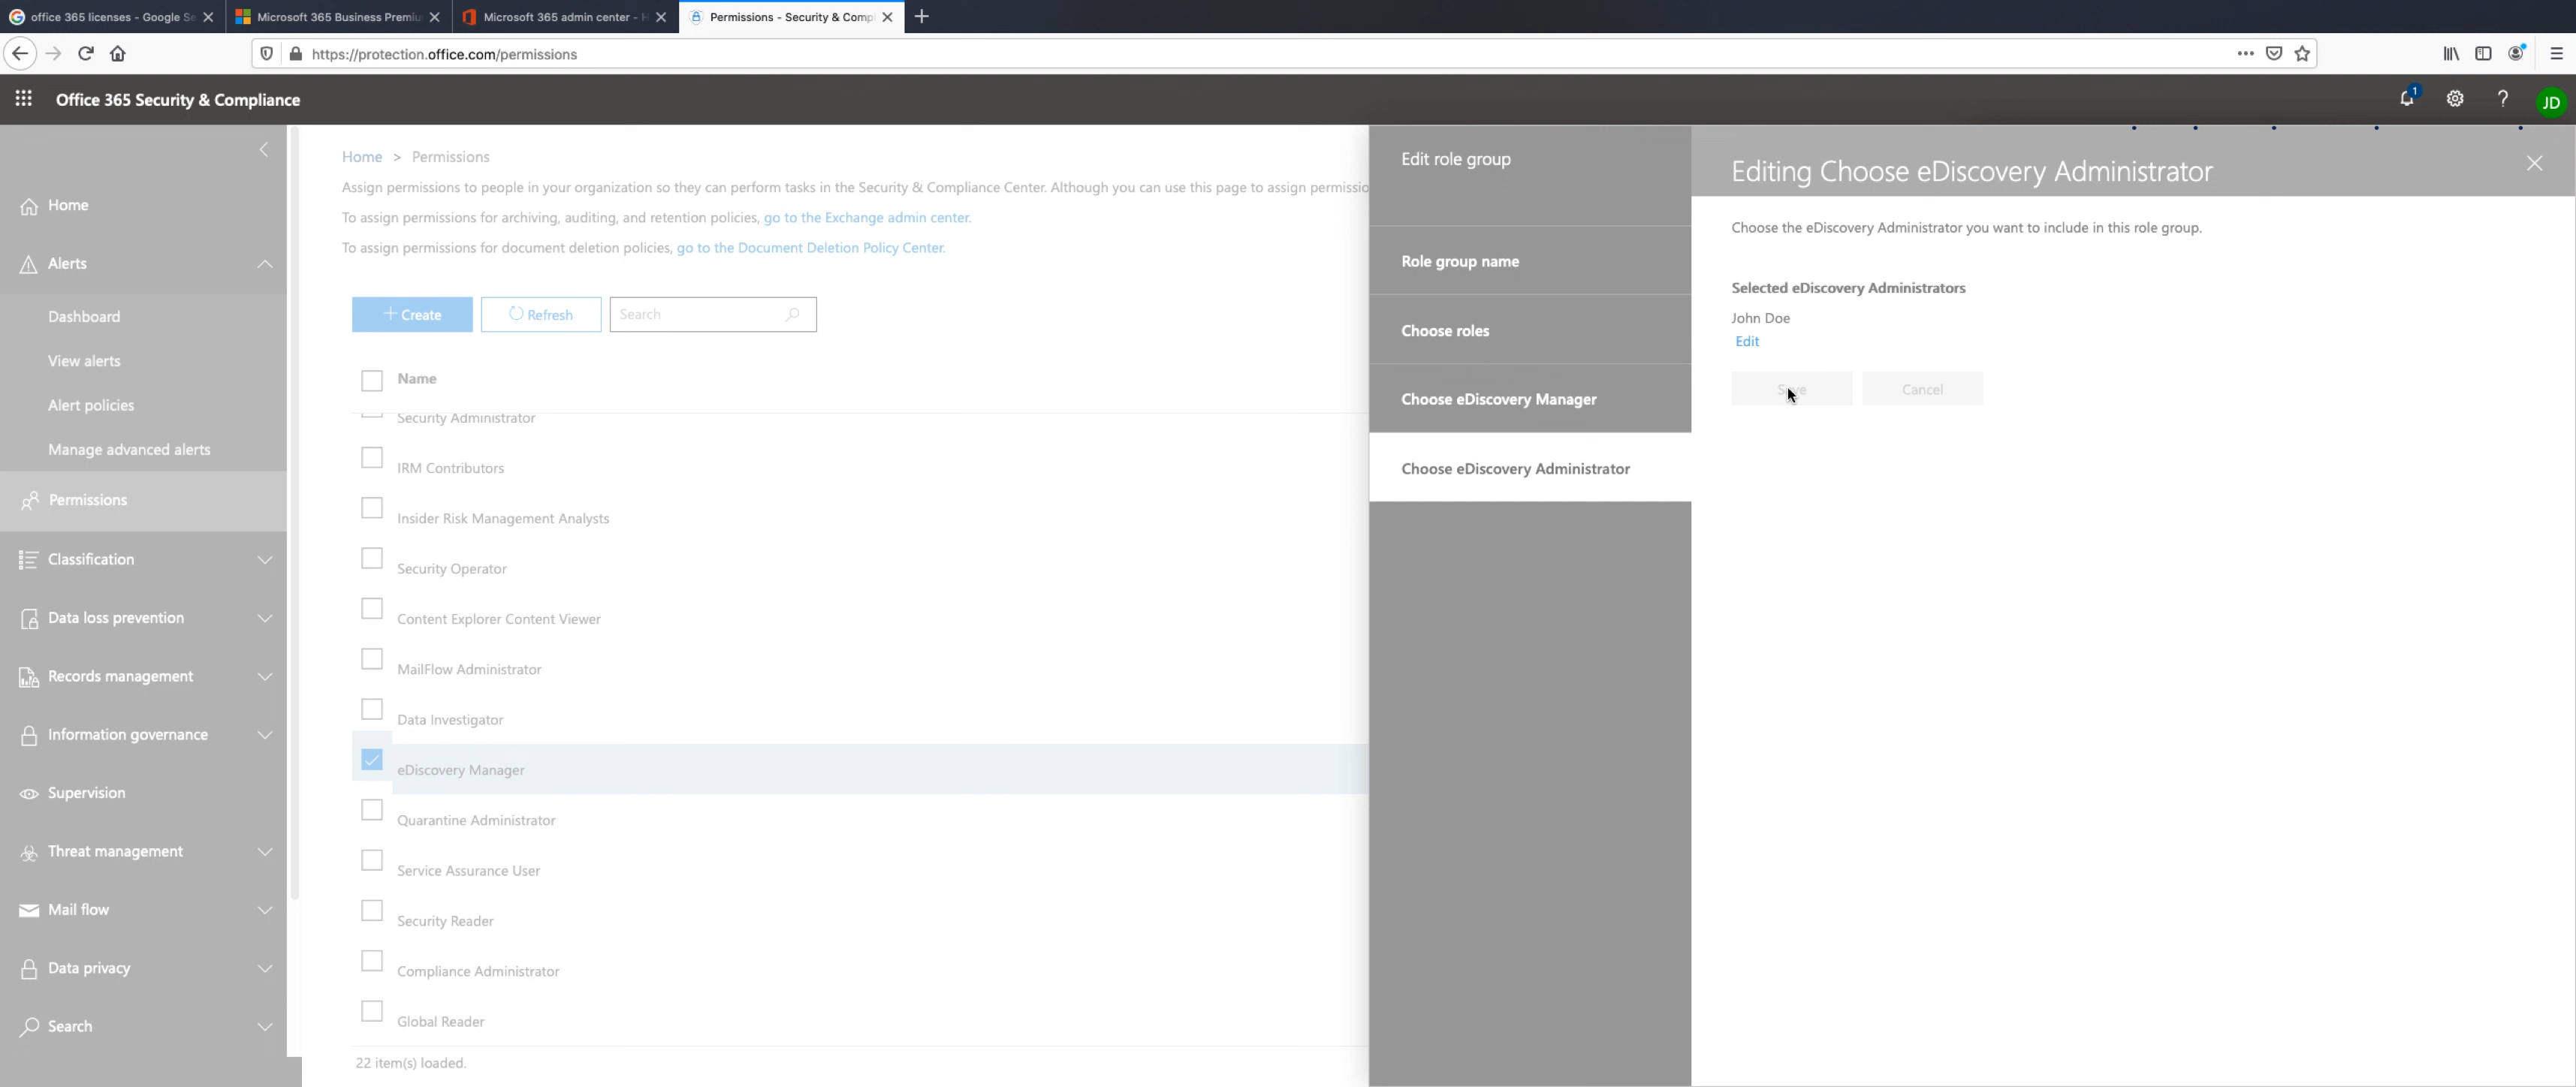 office 365 licenses - Google Se
Microsoft 365 Business Premiu
Microsoft 365 admin center - H
Permissions - Security & Compl
https://protection.office.com/permissions
Office 365 Security & Compliance
1
JD
Home
Alerts
Dashboard
View alerts
Alert policies
Manage advanced alerts
Permissions
Classification
Data loss prevention
Records management
Information governance
Supervision
Threat management
Mail flow
Data privacy
Search
Home > Permissions
Assign permissions to people in your organization so they can perform tasks in the Security & Compliance Center. Although you can use this page to assign permissio
To assign permissions for archiving, auditing, and retention policies, go to the Exchange admin center.
To assign permissions for document deletion policies, go to the Document Deletion Policy Center.
Create
Refresh
Search
Name
Security Administrator
IRM Contributors
Insider Risk Management Analysts
Security Operator
Content Explorer Content Viewer
MailFlow Administrator
Data Investigator
eDiscovery Manager
Quarantine Administrator
Service Assurance User
Security Reader
Compliance Administrator
Global Reader
22 item(s) loaded.
Edit role group
Role group name
Choose roles
Choose eDiscovery Manager
Choose eDiscovery Administrator
Editing Choose eDiscovery Administrator
Choose the eDiscovery Administrator you want to include in this role group.
Selected eDiscovery Administrators
John Doe
Edit
Save
Cancel